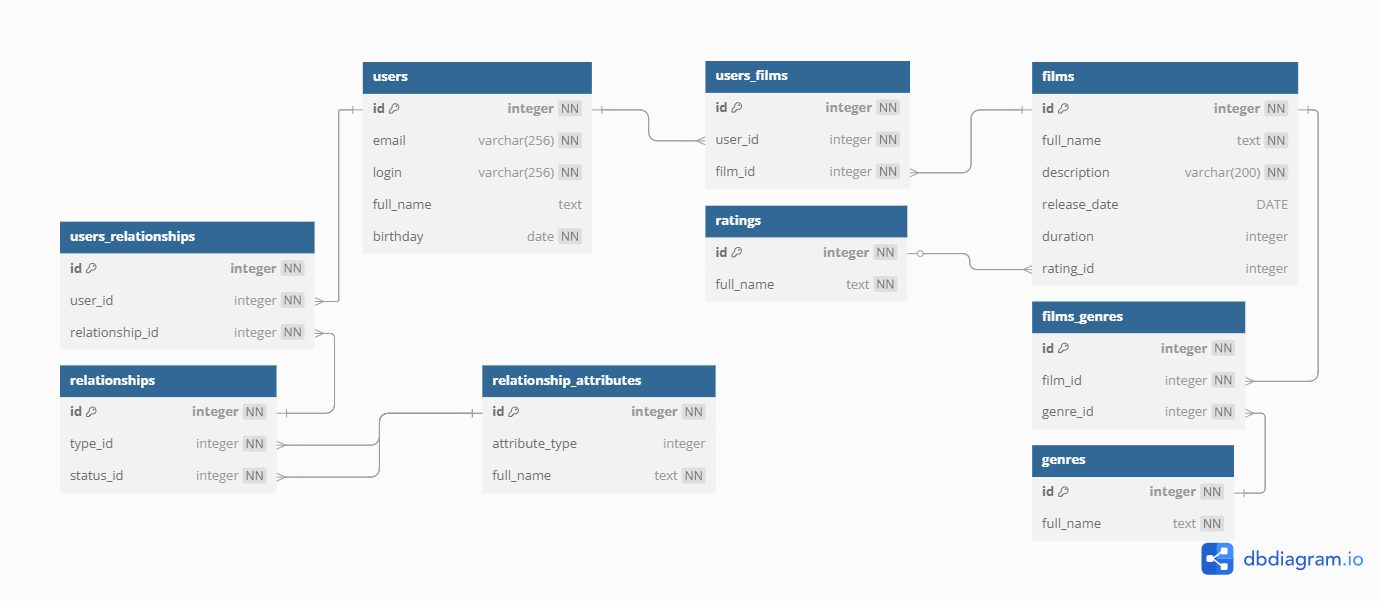 users
id integer NN
email varchar(256) NN
login varchar(256) NN
full_name text
birthday date NN
users_films
id integer NN
user_id integer NN
film_id integer NN
films
id integer NN
full_name text NN
description varchar(200) NN
release_date DATE
duration integer
rating_id integer
ratings
id integer NN
full_name text NN
users_relationships
id integer NN
user_id integer NN
relationship_id integer NN
films_genres
id integer NN
film_id integer NN
genre_id integer NN
relationships
id integer NN
type_id integer NN
status_id integer NN
relationship_attributes
id integer NN
attribute_type integer
full_name text NN
genres
id integer NN
full_name text NN
dbdiagram.io